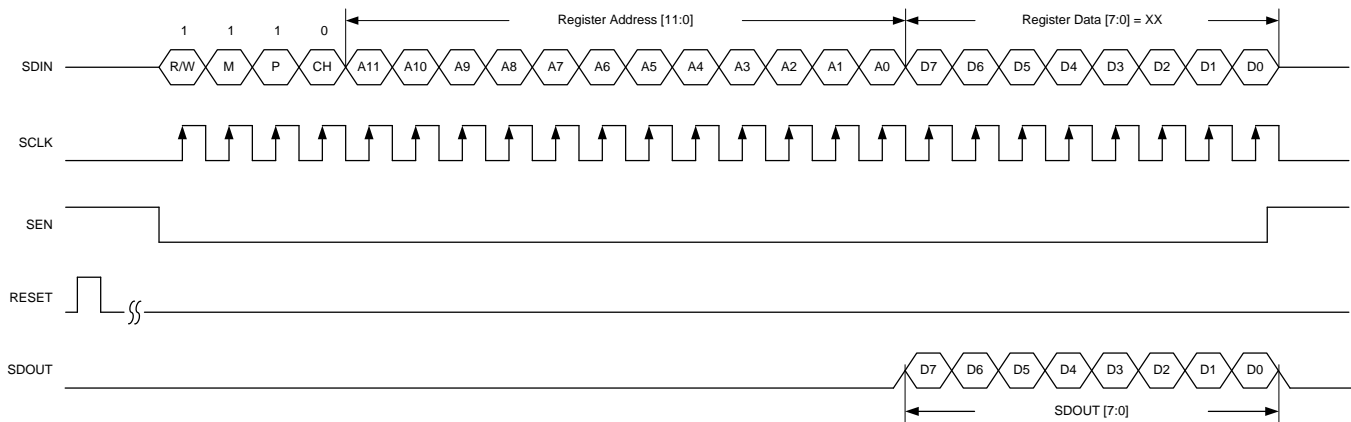 Register Address [11:0] Register Data [7:0] = XX
1 1 1 0
SDIN R/W M P CH A11 A10 A9 A8 A7 A6 A5 A4 A3 A2 A1 A0 D7 D6 D5 D4 D3 D2 D1 D0
SCLK
SEN
RESET
SDOUT D7 D6 D5 D4 D3 D2 D1 D0
SDOUT [7:0]